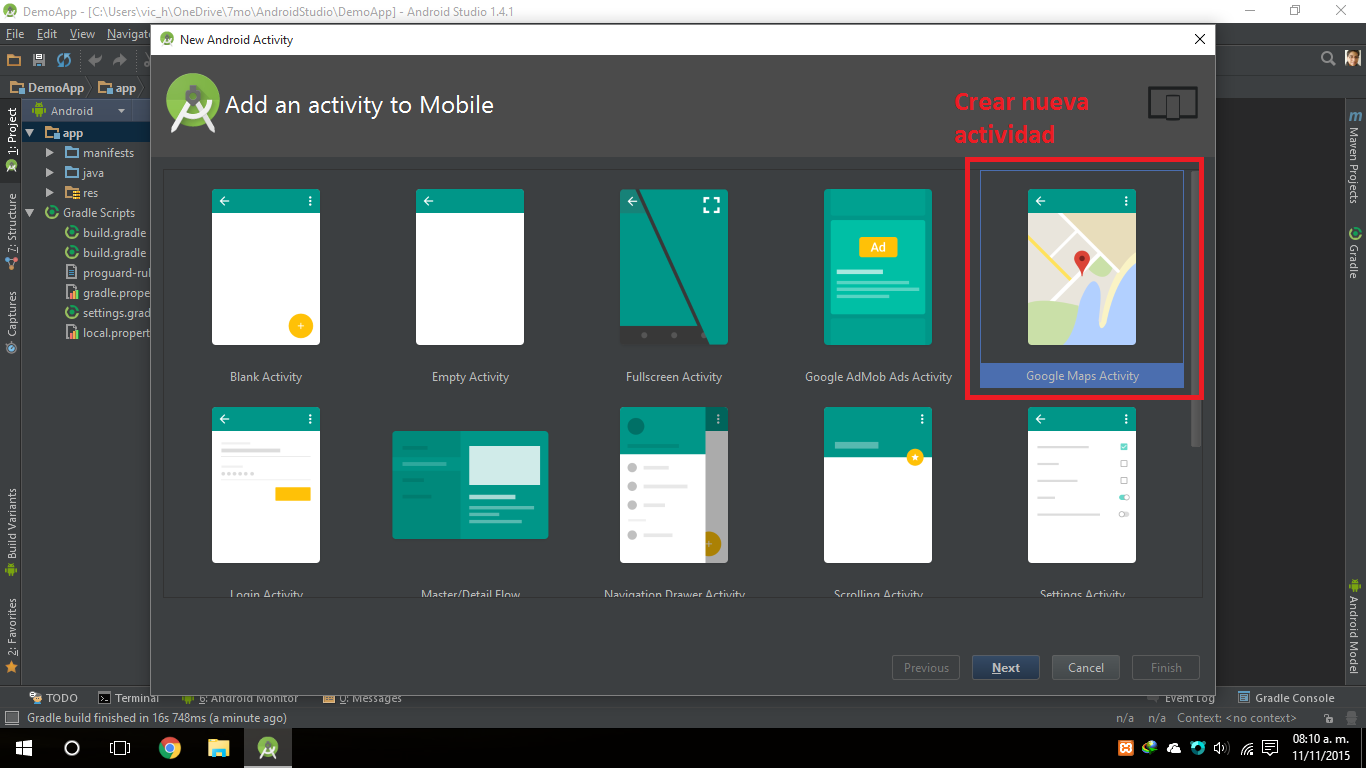 DemoApp - [C:\Users\vic_h\OneDrive\7mo\AndroidStudio\DemoApp] - Android Studio 1.4.1
File Edit View Navigat
New Android Activity
DemoApp app
Add an activity to Mobile
Crear nueva
actividad
Android
1: Project
app
manifests
java
res
Gradle Scripts
build.gradle
build.gradle
proguard-rul
gradle.prope
settings.grad
local.propert
7: Structure
Captures
Build Variants
2: Favorites
m
Maven Projects
Gradle
Android Model
Ad
Blank Activity
Empty Activity
Fullscreen Activity
Google AdMob Ads Activity
Google Maps Activity
Login Activity
Master/Detail Flow
Navigation Drawer Activity
Scrolling Activity
Settings Activity
Previous Next Cancel Finish
TODO Terminal 6: Android Monitor 0: Messages Event Log Gradle Console
Gradle build finished in 16s 748ms (a minute ago) n/a n/a Context: <no context>
08:10 a. m.
11/11/2015